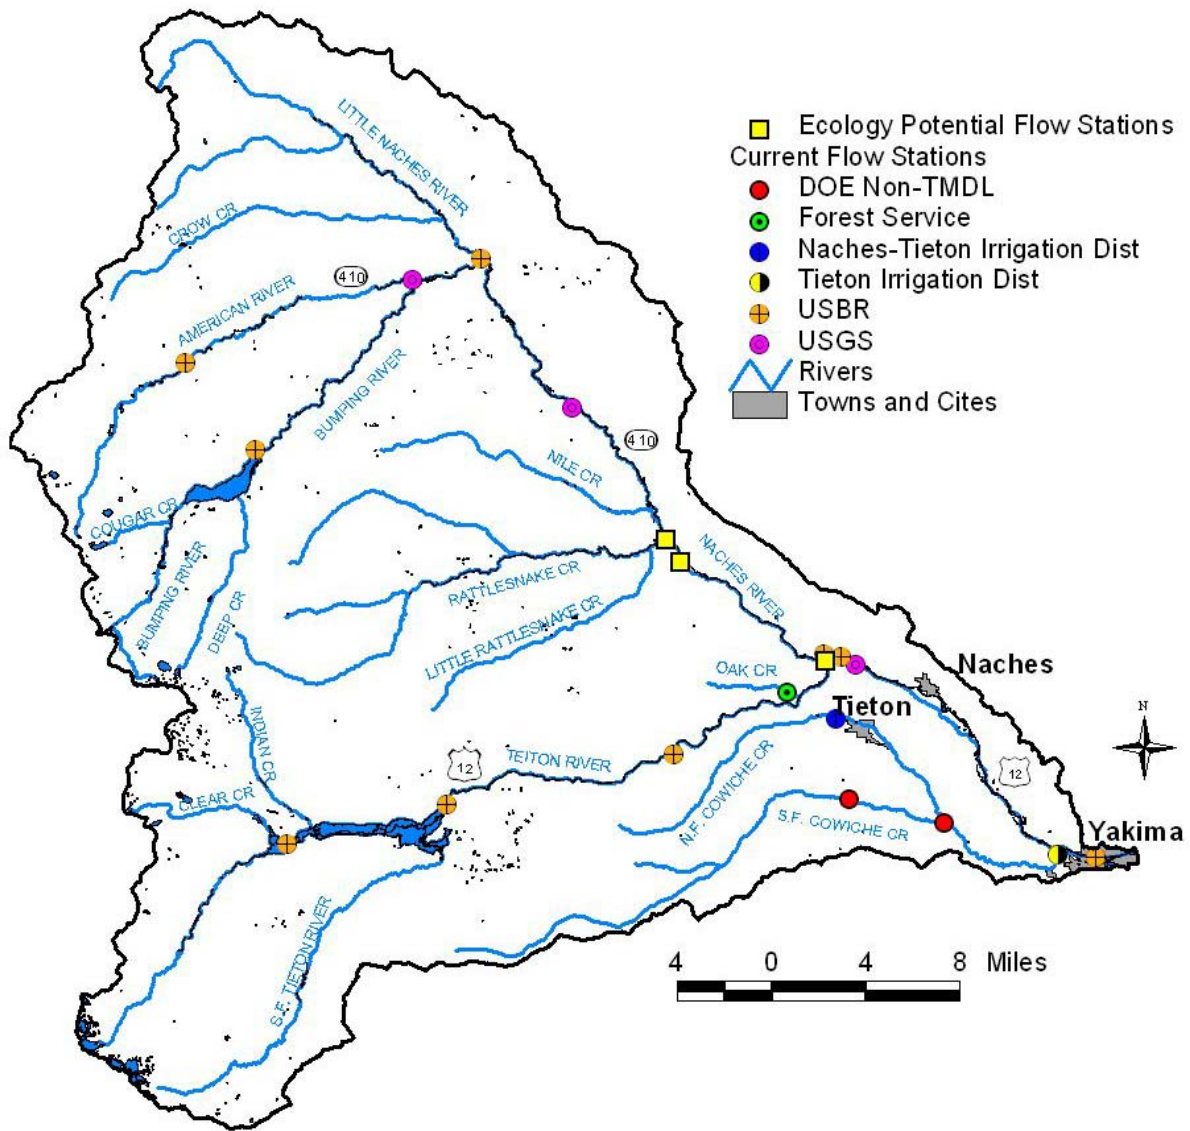 LITTLE NACHES RIVER
Ecology Potential Flow Stations
Current Flow Stations
DOE Non-TMDL
Forest Service
Naches-Tieton Irrigation Dist
Tieton Irrigation Dist
USBR
USGS
Rivers
Towns and Cites
CROW CR
410
AMERICAN RIVER
BUMPING RIVER
410
NILE CR
COUGAR CR
BUMPING RIVER
DEEP CR
RATTLESNAKE CR
LITTLE RATTLESNAKE CR
NACHES RIVER
OAK CR
Naches
Tieton
N
INDIAN CR
12
TEITON RIVER
12
CLEAR CR
N.F. COWICHE CR
S.F. COWICHE CR
Yakima
S.F. TIETON RIVER
4 0 4 8 Miles